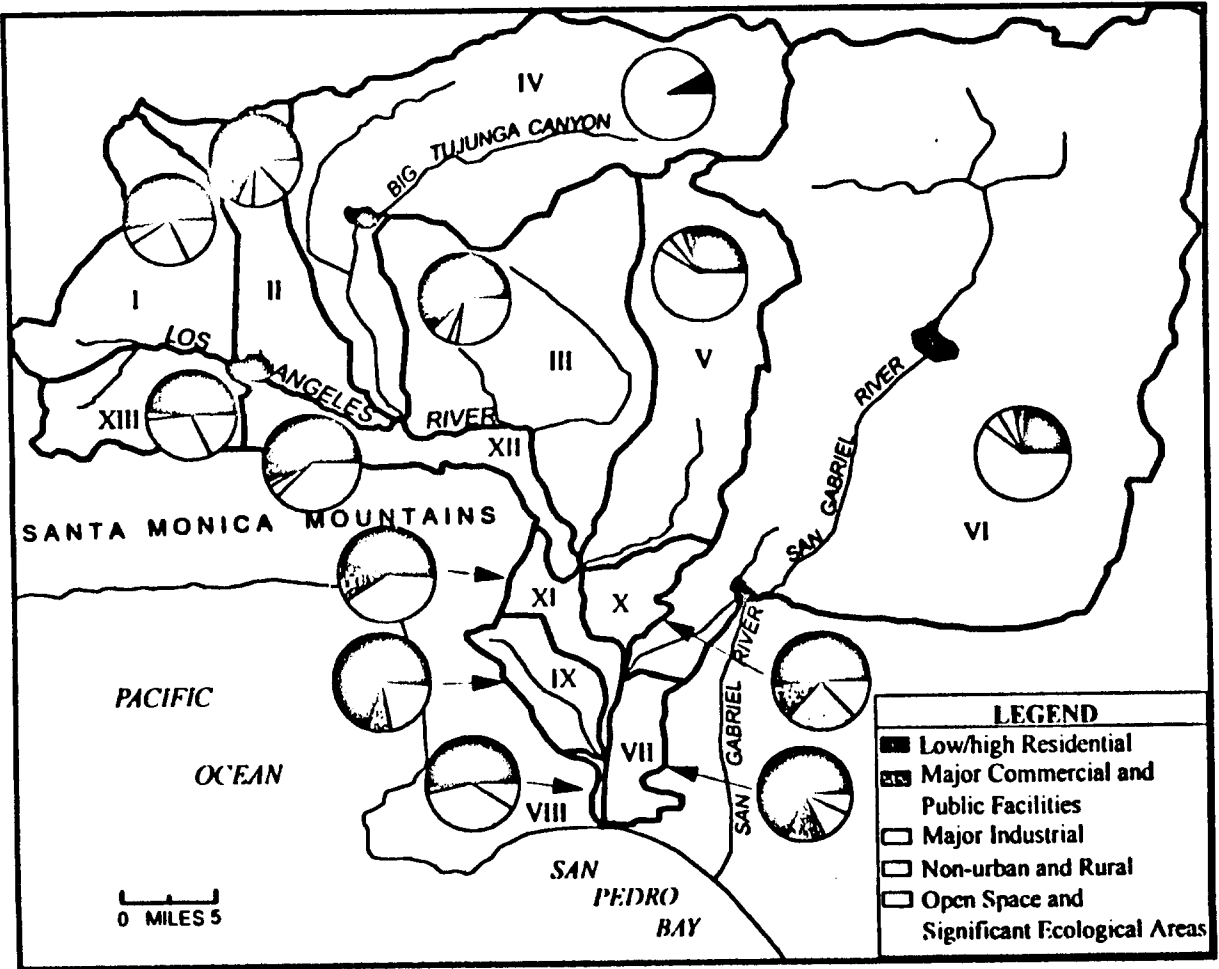 IV
BIG TUJUNGA CANYON
I
II
III
V
LOS ANGELES RIVER
XIII
XII
SAN GABRIEL RIVER
VI
SANTA MONICA MOUNTAINS
XI
X
IX
SAN GABRIEL RIVER
VII
VIII
PACIFIC
OCEAN
SAN
PEDRO
BAY
0 MILES 5
LEGEND
Low/high Residential
Major Commercial and
Public Facilities
Major Industrial
Non-urban and Rural
Open Space and
Significant Ecological Areas